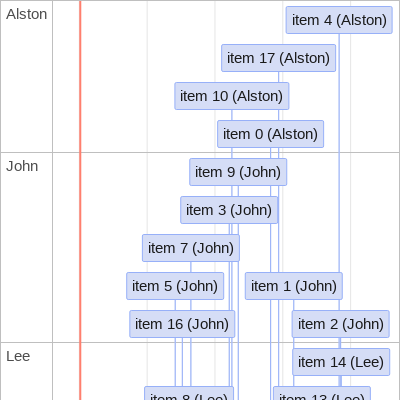 Alston
item 4 (Alston)
item 17 (Alston)
item 10 (Alston)
item 0 (Alston)
John
item 9 (John)
item 3 (John)
item 7 (John)
item 5 (John) item 1 (John)
item 16 (John) item 2 (John)
Lee
item 14 (Lee)
item 8 (Lee) item 13 (Lee)